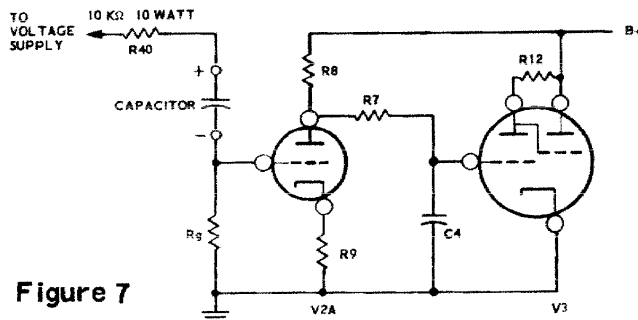 TO
VOLTAGE
SUPPLY
10 KΩ 10 WATT
R40
+
CAPACITOR
−
Rg
R8
R7
R9
V2A
C4
R12
B+
V3
Figure 7